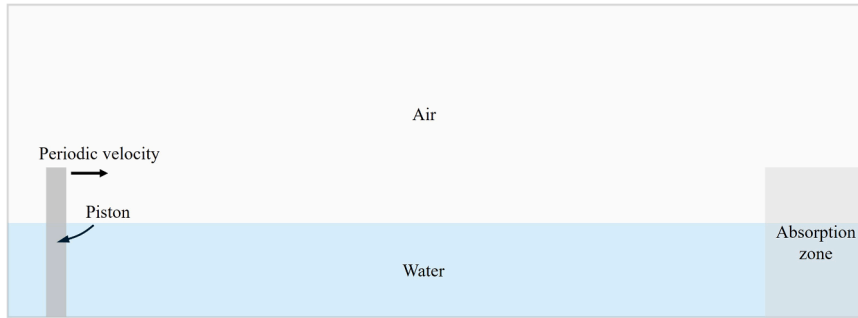 Air
Periodic velocity
Piston
Absorption
zone
Water